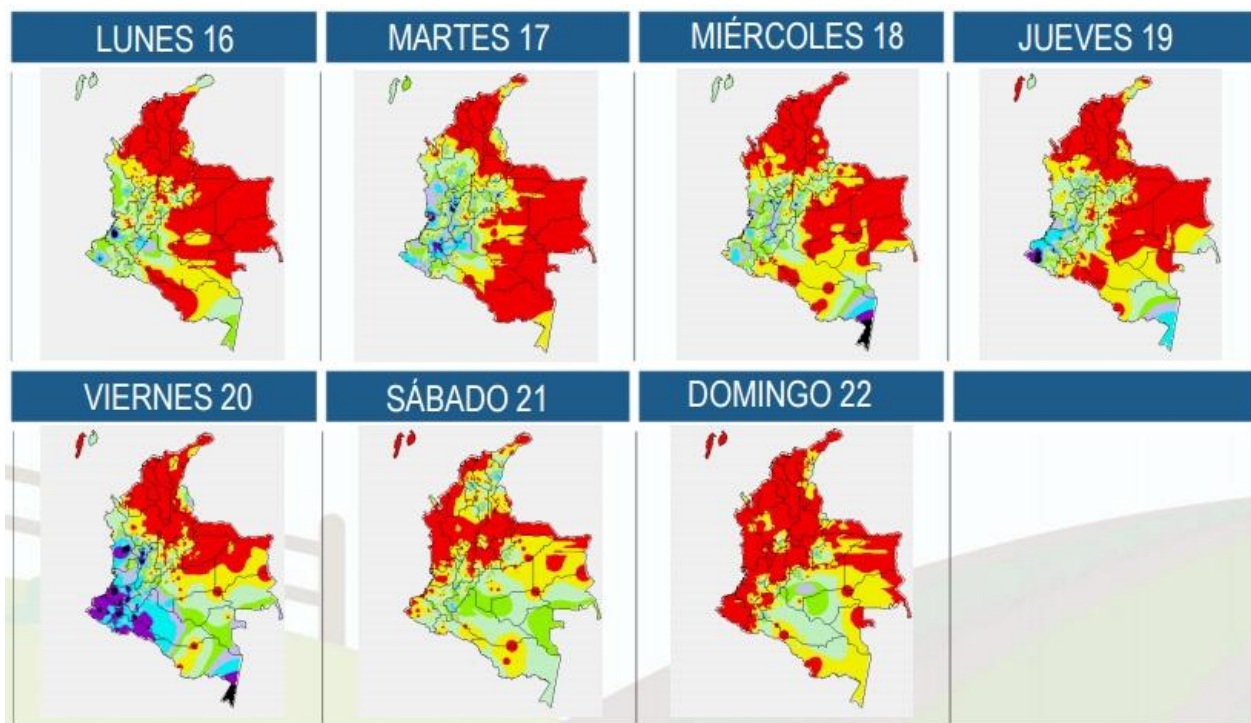 LUNES 16
MARTES 17
MIÉRCOLES 18
JUEVES 19
VIERNES 20
SÁBADO 21
DOMINGO 22